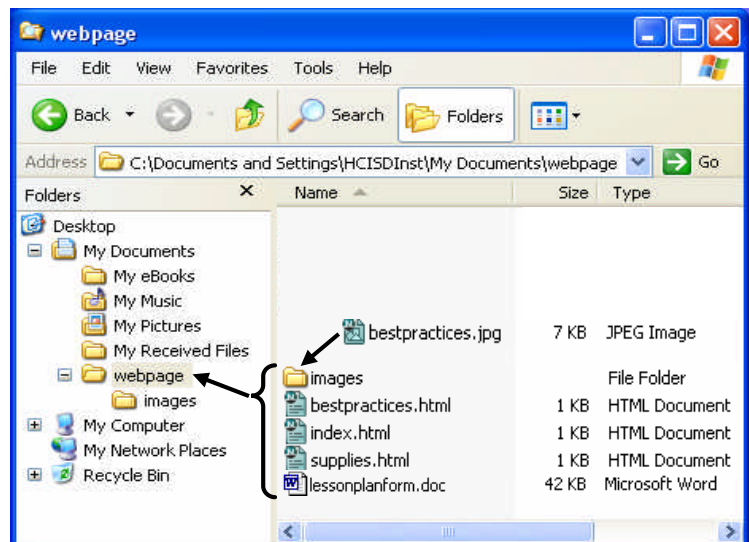 webpage
File Edit View Favorites Tools Help
Back Search Folders
Address C:\Documents and Settings\HCISDInst\My Documents\webpage Go
Folders x Name Size Type
Desktop
My Documents
My eBooks
My Music
My Pictures
My Received Files
webpage
images
My Computer
My Network Places
Recycle Bin
bestpractices.jpg 7 KB JPEG Image
images File Folder
bestpractices.html 1 KB HTML Document
index.html 1 KB HTML Document
supplies.html 1 KB HTML Document
lessonplanform.doc 42 KB Microsoft Word